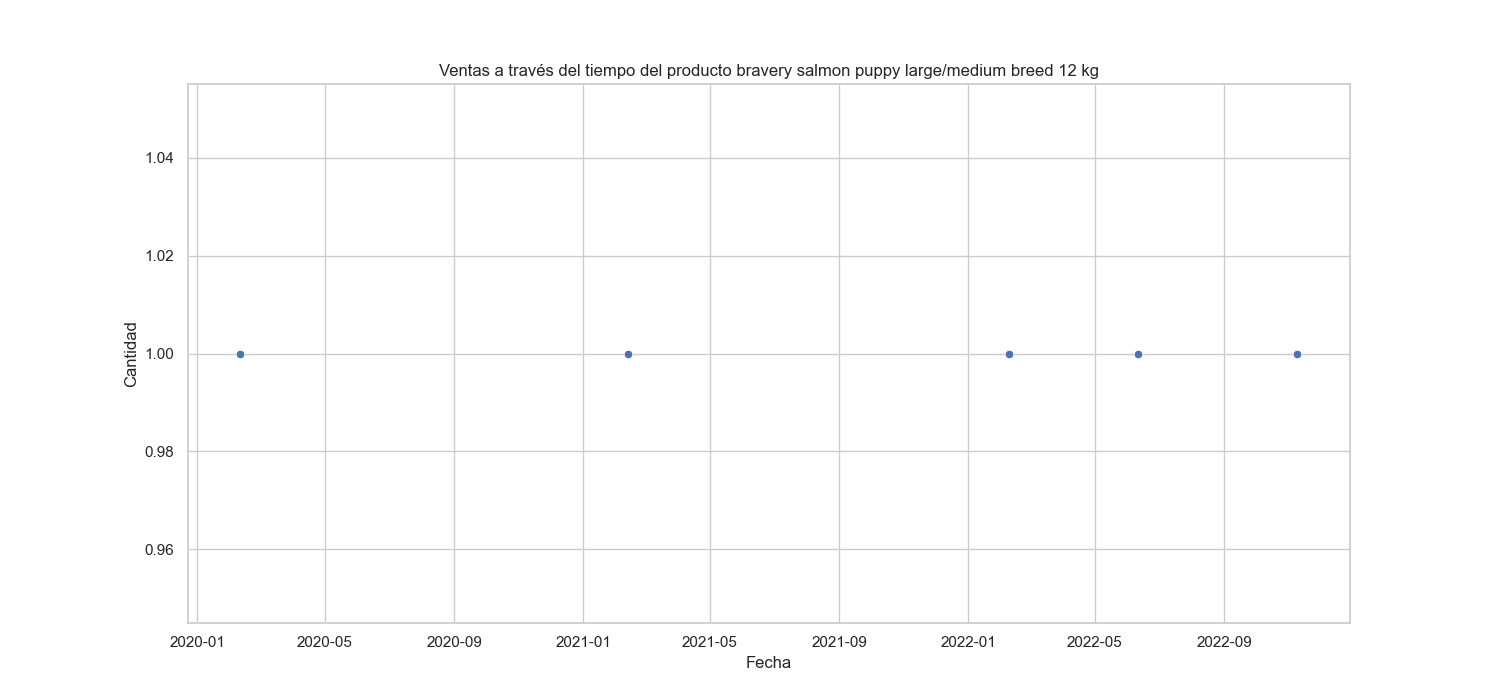 Ventas a través del tiempo del producto bravery salmon puppy large/medium breed 12 kg
1.04
1.02
1.00
0.98
0.96
Cantidad
2020-01 2020-05 2020-09 2021-01 2021-05 2021-09 2022-01 2022-05 2022-09
Fecha